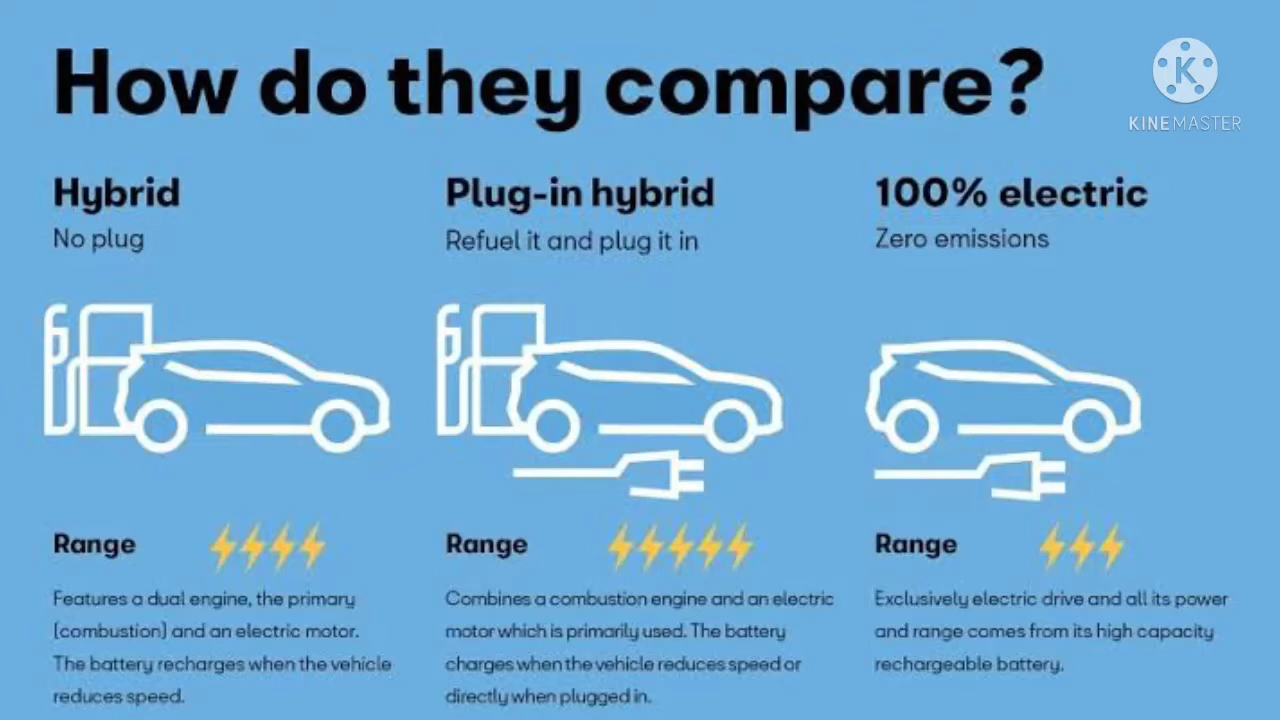 How do they compare?
K
KINEMASTER
Hybrid
No plug
Plug-in hybrid
Refuel it and plug it in
100% electric
Zero emissions
Range
Features a dual engine, the primary
(combustion) and an electric motor.
The battery recharges when the vehicle
reduces speed.
Range
Combines a combustion engine and an electric
motor which is primarily used. The battery
charges when the vehicle reduces speed or
directly when plugged in.
Range
Exclusively electric drive and all its power
and range comes from its high capacity
rechargeable battery.